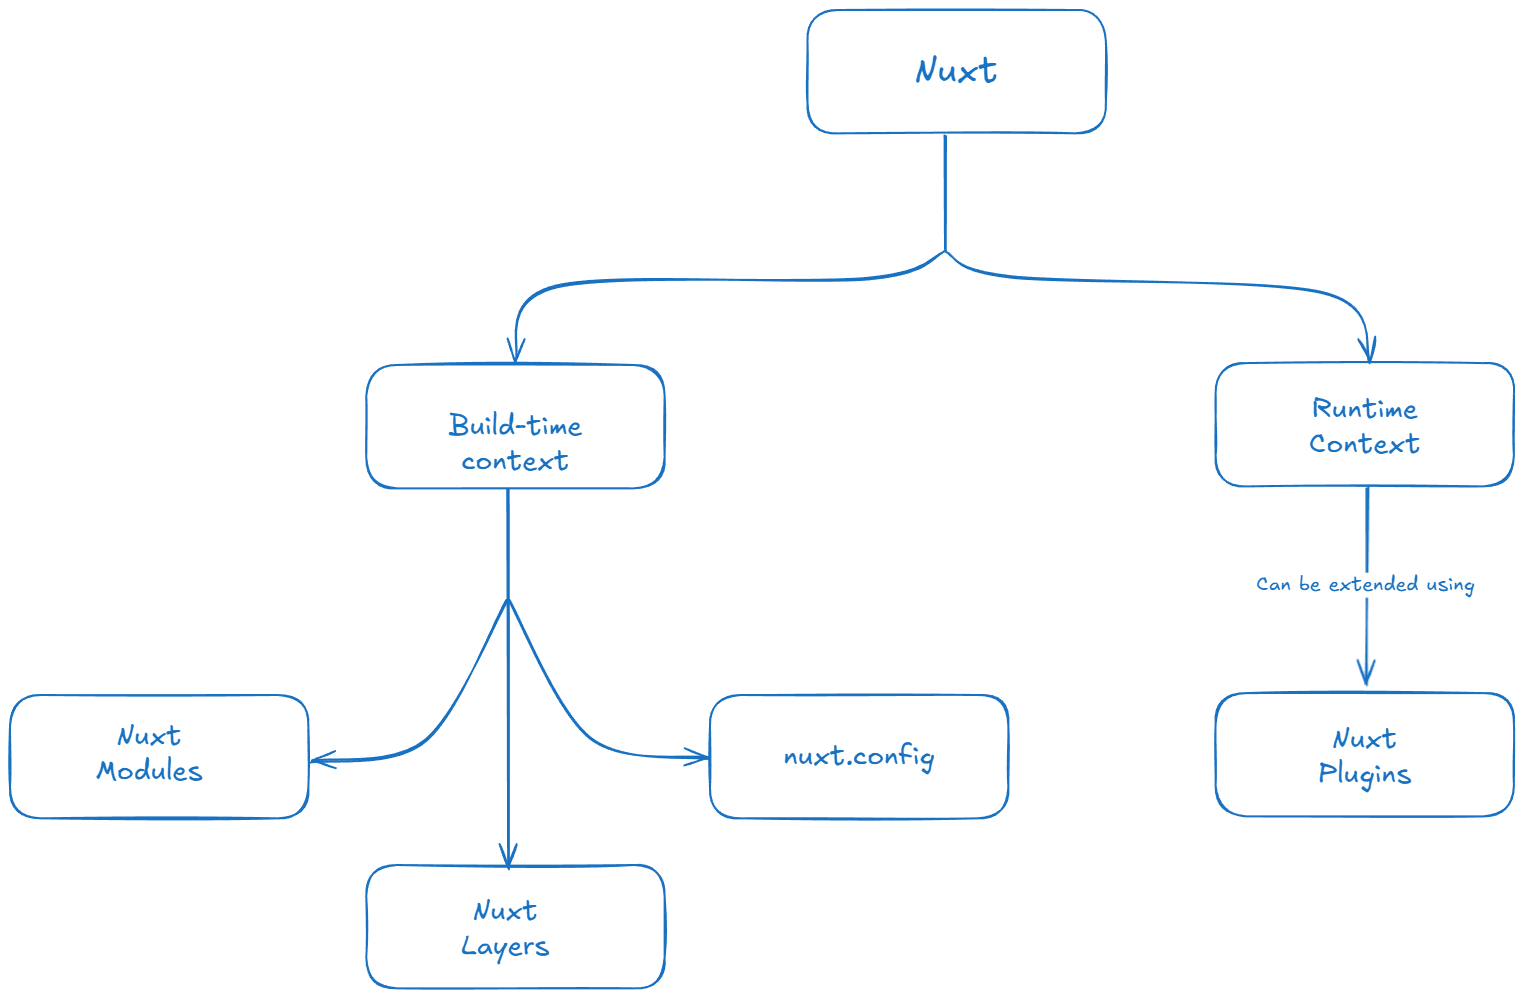 Nuxt
Build-time
context
Runtime
Context
Can be extended using
Nuxt
Modules
nuxt.config
Nuxt
Plugins
Nuxt
Layers